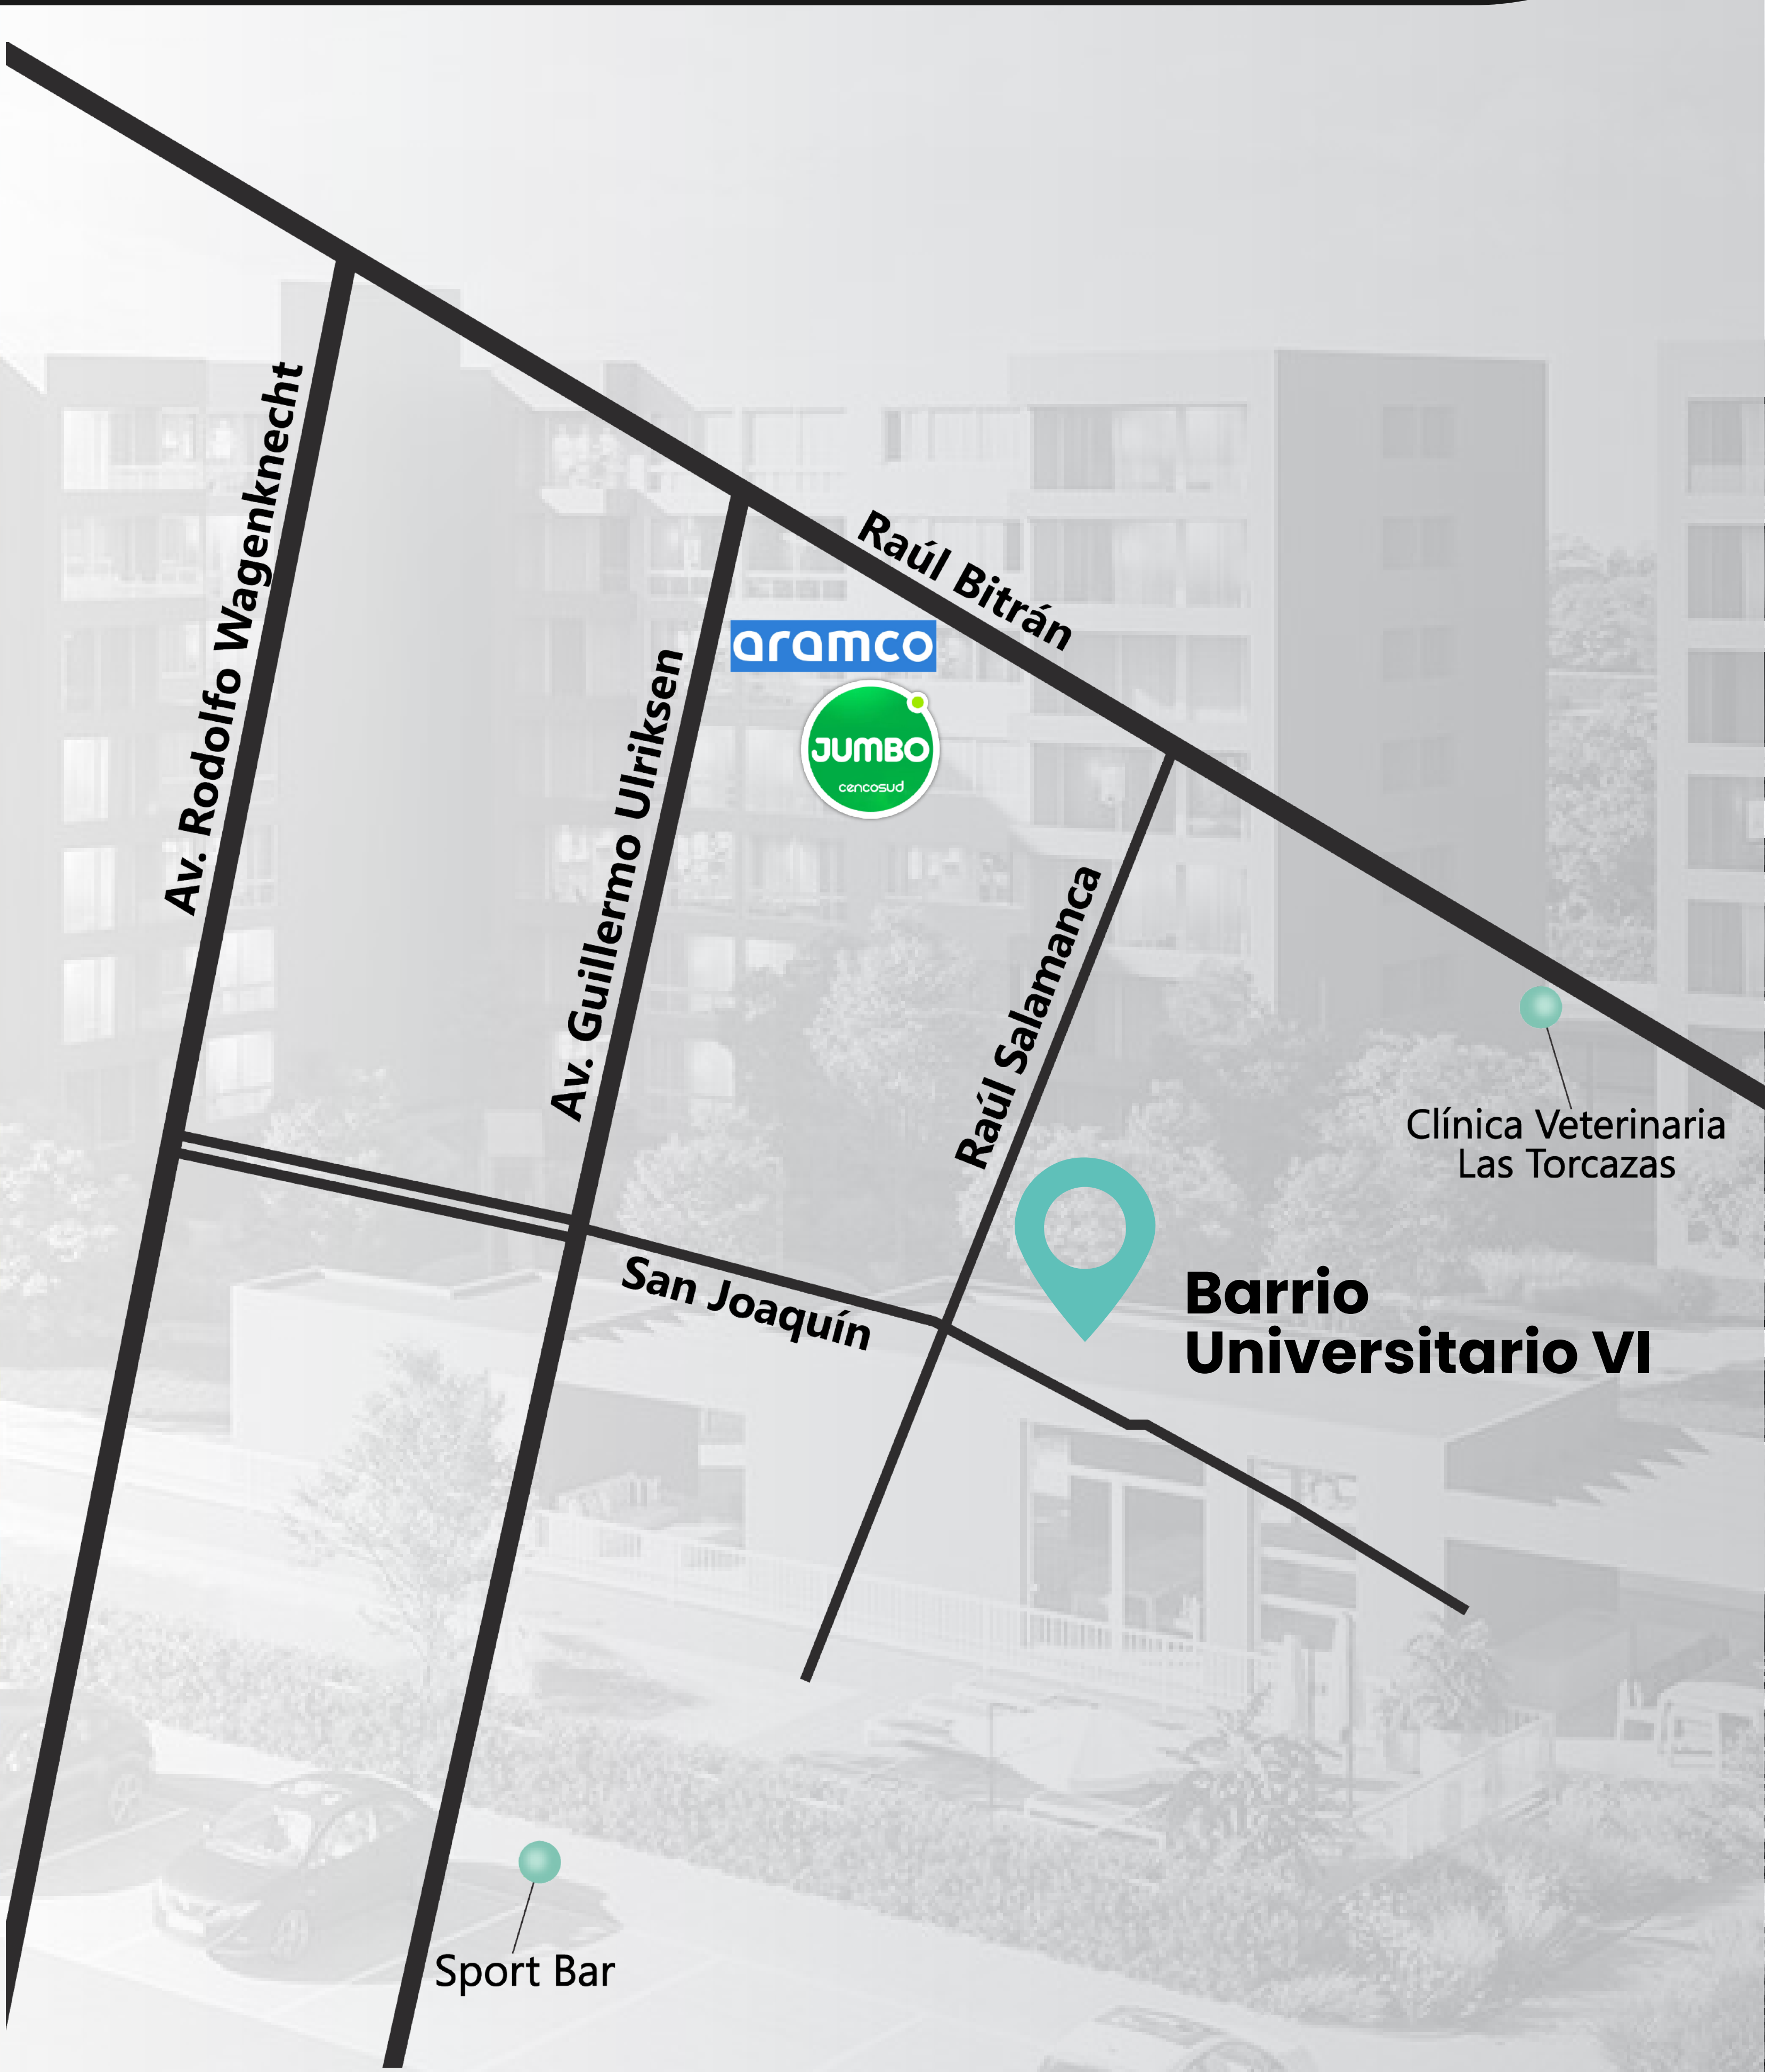 Av. Rodolfo Wagenknecht
Raúl Bitrán
aramco
Av. Guillermo Ulriksen
JUMBO
cencosud
Raúl Salamanca
Clínica Veterinaria
Las Torcazas
San Joaquín
Barrio
Universitario VI
Sport Bar